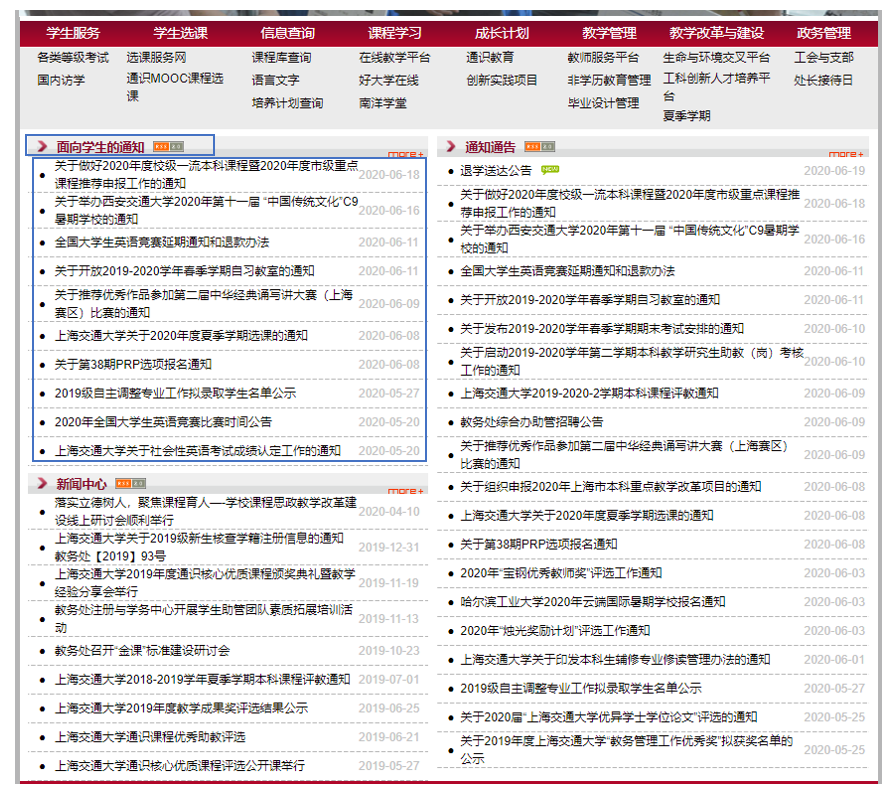 学生服务 学生选课 信息查询 课程学习 成长计划 教学管理 教学改革与建设 政务管理
各类等级考试 选课服务网 课程库查询 在线教学平台 通识教育 教师服务平台 生命与环境交叉平台 工会与支部
国内访学 通识MOOC课程选课 语言文字 好大学在线 创新实践项目 非学历教育管理 工科创新人才培养平台 处长接待日
培养计划查询 南洋学堂 毕业设计管理 夏季学期
面向学生的通知 RSS 2.0
more+
关于做好2020年度校级一流本科课程暨2020年度市级重点
课程推荐申报工作的通知 2020-06-18
关于举办西安交通大学2020年第十一届 “中国传统文化”C9
暑期学校的通知 2020-06-16
全国大学生英语竞赛延期通知和退款办法 2020-06-11
关于开放2019-2020学年春季学期自习教室的通知 2020-06-11
关于推荐优秀作品参加第二届中华经典诵写讲大赛（上海
赛区）比赛的通知 2020-06-09
上海交通大学关于2020年度夏季学期选课的通知 2020-06-08
关于第38期PRP选项报名通知 2020-06-08
2019级自主调整专业工作拟录取学生名单公示 2020-05-27
2020年全国大学生英语竞赛比赛时间公告 2020-05-20
上海交通大学关于社会性英语考试成绩认定工作的通知 2020-05-20
新闻中心 RSS 2.0
more+
落实立德树人，聚焦课程育人—-学校课程思政教学改革建
设线上研讨会顺利举行 2020-04-10
上海交通大学关于2019级新生核查学籍注册信息的通知
教务处【2019】93号 2019-12-31
上海交通大学2019年度通识核心优质课程颁奖典礼暨教学
经验分享会举行 2019-11-19
教务处注册与学务中心开展学生助管团队素质拓展培训活
动 2019-11-13
教务处召开“金课”标准建设研讨会 2019-10-23
上海交通大学2018-2019学年夏季学期本科课程评教通知 2019-07-01
上海交通大学2019年度教学成果奖评选结果公示 2019-06-25
上海交通大学通识课程优秀助教评选 2019-06-21
上海交通大学通识核心优质课程评选公开课举行 2019-05-27
通知通告 RSS 2.0
more+
退学送达公告 NEW 2020-06-19
关于做好2020年度校级一流本科课程暨2020年度市级重点课程推
荐申报工作的通知 2020-06-18
关于举办西安交通大学2020年第十一届 “中国传统文化”C9暑期学
校的通知 2020-06-16
全国大学生英语竞赛延期通知和退款办法 2020-06-11
关于开放2019-2020学年春季学期自习教室的通知 2020-06-11
关于发布2019-2020学年春季学期期末考试安排的通知 2020-06-10
关于启动2019-2020学年第二学期本科教学研究生助教（岗）考核
工作的通知 2020-06-10
上海交通大学2019-2020-2学期本科课程评教通知 2020-06-09
教务处综合办助管招聘公告 2020-06-09
关于推荐优秀作品参加第二届中华经典诵写讲大赛（上海赛区）
比赛的通知 2020-06-09
关于组织申报2020年上海市本科重点教学改革项目的通知 2020-06-08
上海交通大学关于2020年度夏季学期选课的通知 2020-06-08
关于第38期PRP选项报名通知 2020-06-08
2020年“宝钢优秀教师奖”评选工作通知 2020-06-03
哈尔滨工业大学2020年云端国际暑期学校报名通知 2020-06-03
2020年“烛光奖励计划”评选工作通知 2020-06-03
上海交通大学关于印发本科生辅修专业修读管理办法的通知 2020-06-01
2019级自主调整专业工作拟录取学生名单公示 2020-05-27
关于2020届“上海交通大学优异学士学位论文”评选的通知 2020-05-25
关于2019年度上海交通大学“教务管理工作优秀奖”拟获奖名单的
公示 2020-05-25